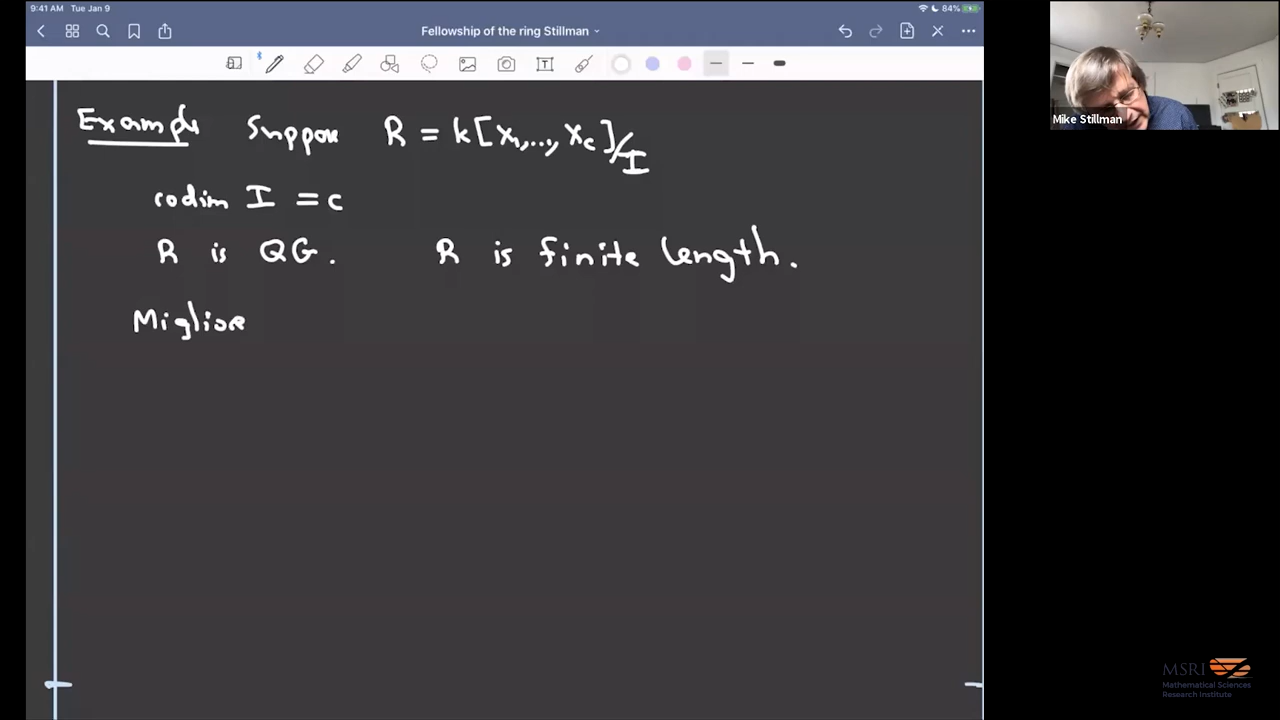 9:41 AM Tue Jan 9
84%
Fellowship of the ring Stillman
Example Suppose R = k[x₁,..,x_c]/I
codim I = c
R is QG. R is finite length.
Migliore
Mike Stillman
MSRI
Mathematical Sciences
Research Institute